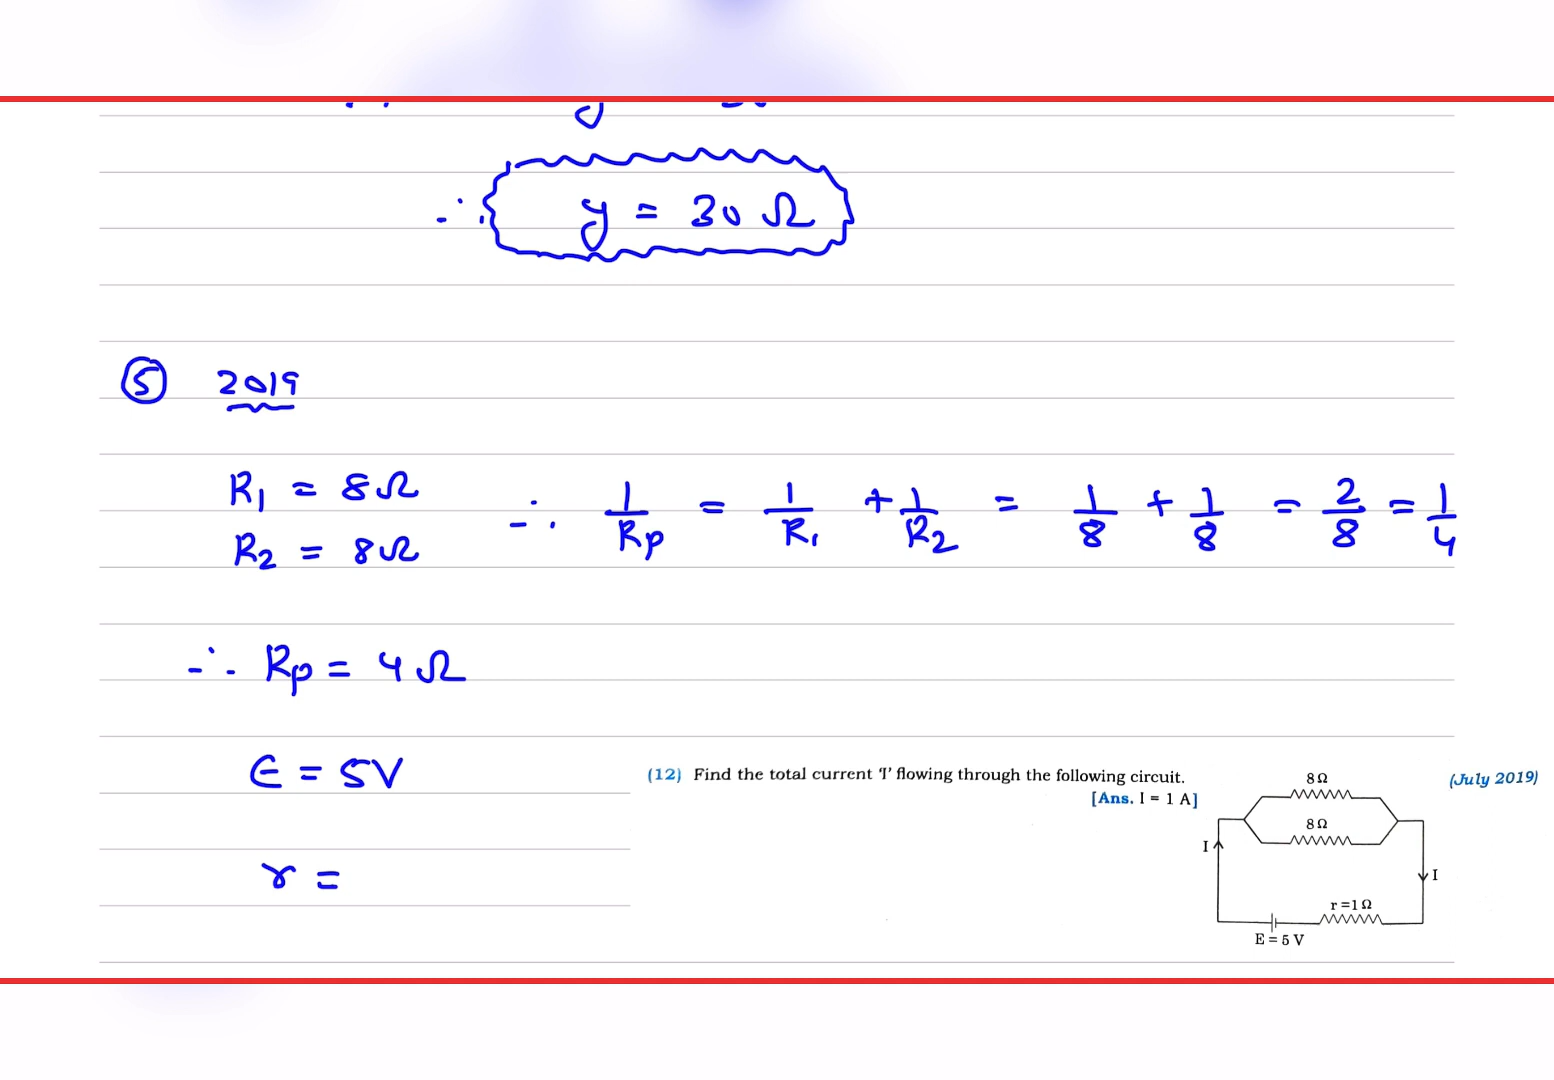 ∴ y = 30 Ω
⑤ 2019
R₁ = 8Ω
R₂ = 8Ω
∴ 1/Rp = 1/R₁ + 1/R₂ = 1/8 + 1/8 = 2/8 = 1/4
∴ Rp = 4 Ω
E = 5V
r =
(12) Find the total current 'I' flowing through the following circuit. (July 2019)
[Ans. I = 1 A]
8 Ω
8 Ω
I
I
r = 1 Ω
E = 5 V